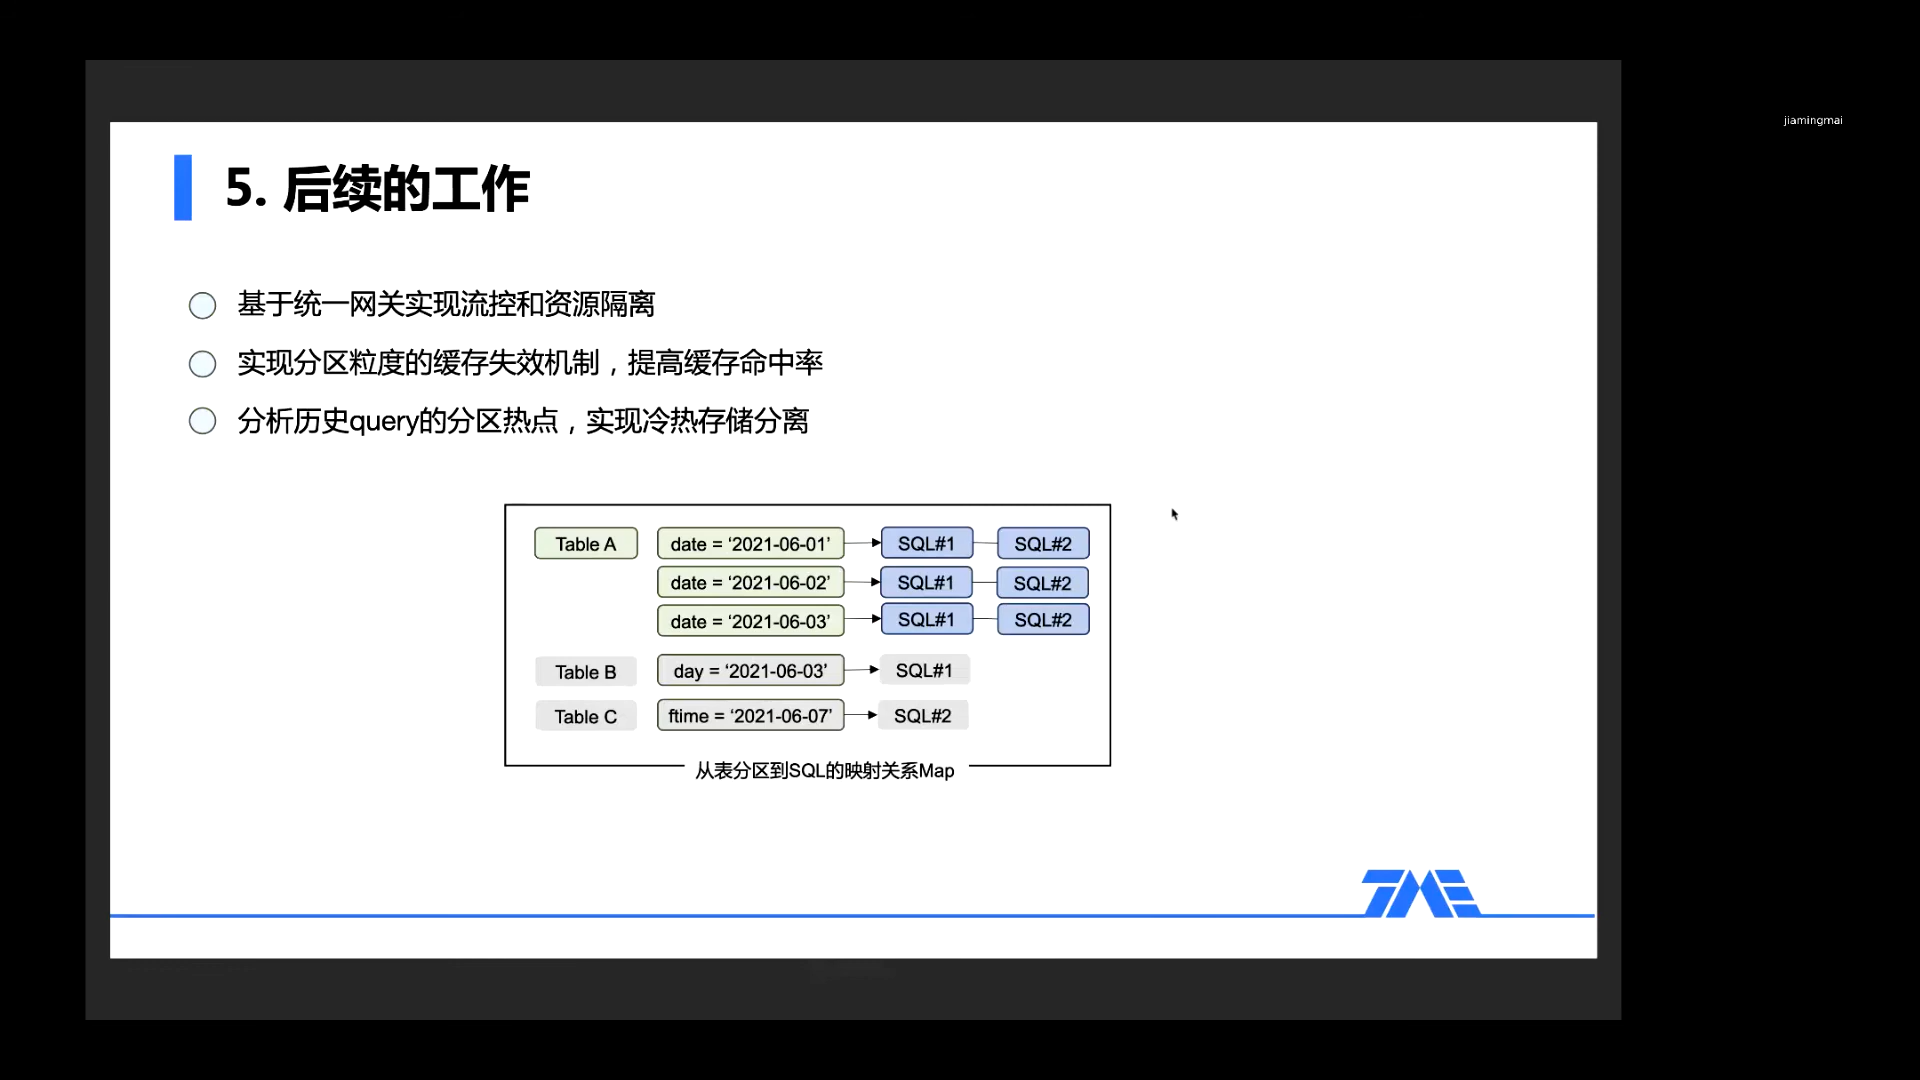 jiamingmai
5. 后续的工作
基于统一网关实现流控和资源隔离
实现分区粒度的缓存失效机制，提高缓存命中率
分析历史query的分区热点，实现冷热存储分离
Table A date = ‘2021-06-01’ SQL#1 SQL#2
date = ‘2021-06-02’ SQL#1 SQL#2
date = ‘2021-06-03’ SQL#1 SQL#2
Table B day = ‘2021-06-03’ SQL#1
Table C ftime = ‘2021-06-07’ SQL#2
从表分区到SQL的映射关系Map
TME